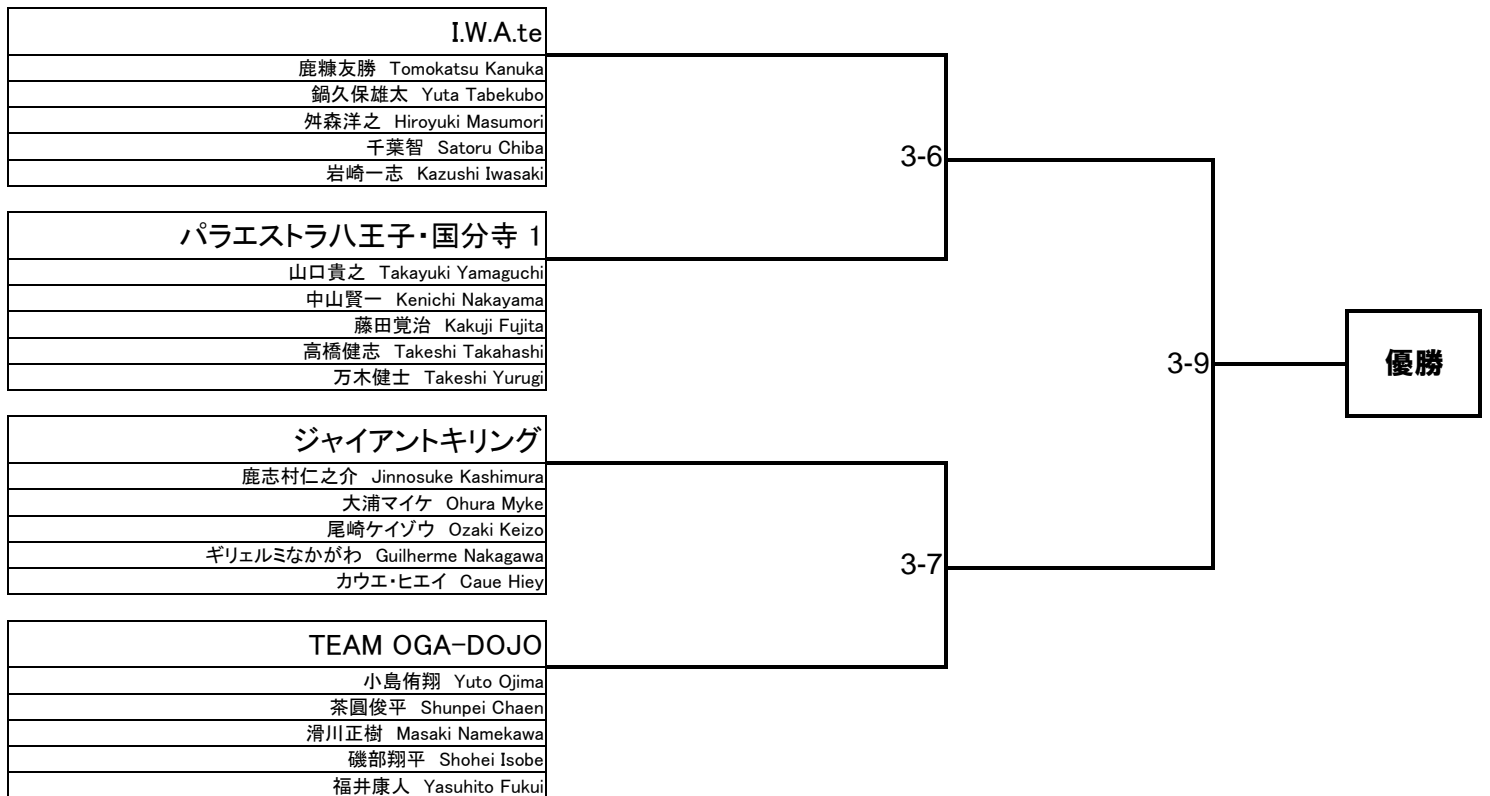 I.W.A.te
鹿糠友勝 Tomokatsu Kanuka
鍋久保雄太 Yuta Tabekubo
舛森洋之 Hiroyuki Masumori
千葉智 Satoru Chiba
岩崎一志 Kazushi Iwasaki
3-6
パラエストラ八王子・国分寺 1
山口貴之 Takayuki Yamaguchi
中山賢一 Kenichi Nakayama
藤田覚治 Kakuji Fujita
高橋健志 Takeshi Takahashi
万木健士 Takeshi Yurugi
3-9
優勝
ジャイアントキリング
鹿志村仁之介 Jinnosuke Kashimura
大浦マイケ Ohura Myke
尾崎ケイゾウ Ozaki Keizo
ギリェルミなかがわ Guilherme Nakagawa
カウエ・ヒエイ Caue Hiey
3-7
TEAM OGA-DOJO
小島侑翔 Yuto Ojima
茶圓俊平 Shunpei Chaen
滑川正樹 Masaki Namekawa
磯部翔平 Shohei Isobe
福井康人 Yasuhito Fukui